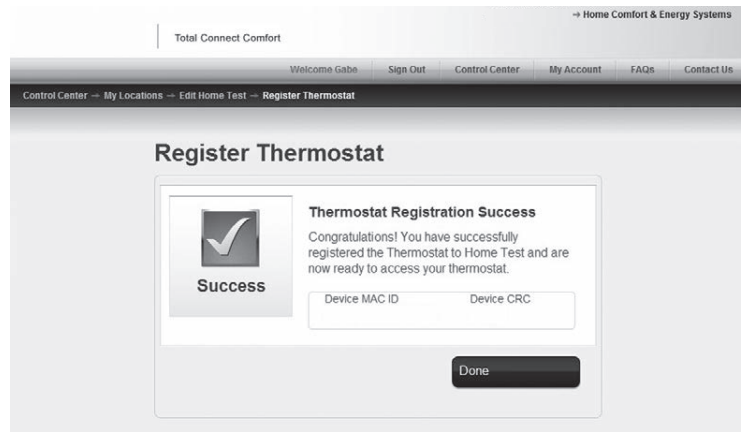 → Home Comfort & Energy Systems
Total Connect Comfort
Welcome Gabe Sign Out Control Center My Account FAQs Contact Us
Control Center → My Locations → Edit Home Test → Register Thermostat
Register Thermostat
Success
Thermostat Registration Success
Congratulations! You have successfully
registered the Thermostat to Home Test and are
now ready to access your thermostat.
Device MAC ID Device CRC
Done